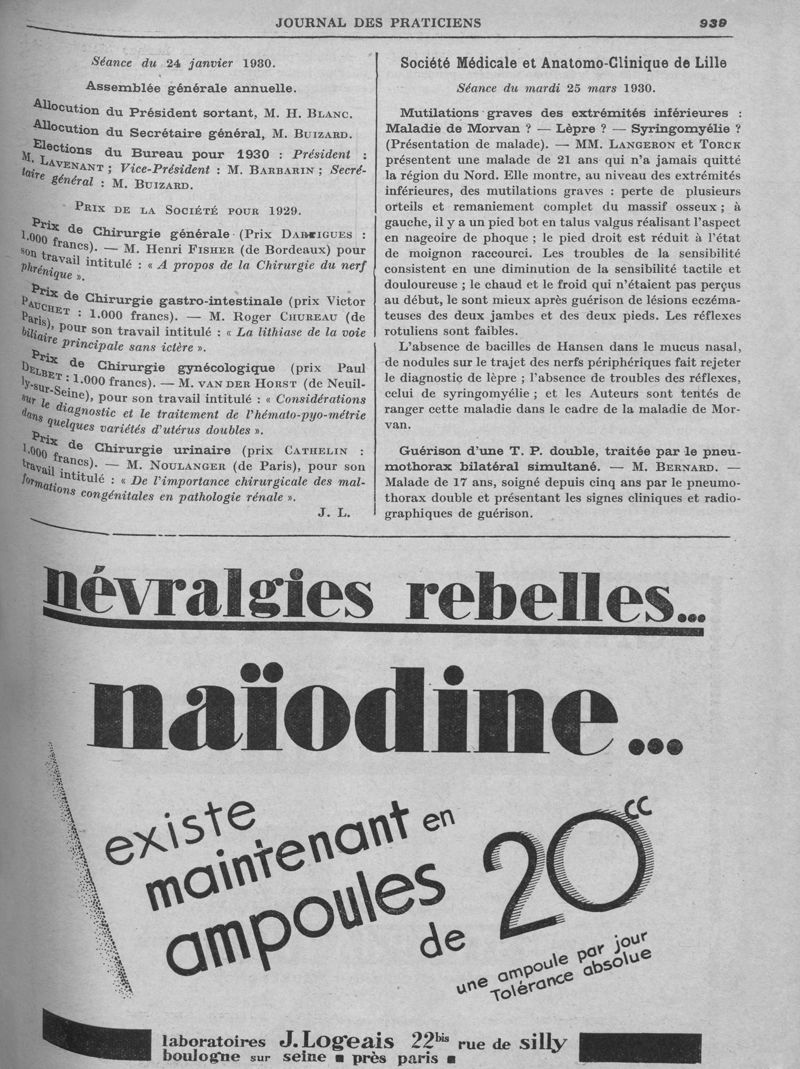 JOURNAL DES PRATICIENS 939
Séance du 24 janvier 1930.
Assemblée générale annuelle.
Allocution du Président sortant, M. H. BLANC.
Allocution du Secrétaire général, M. BUIZARD.
Elections du Bureau pour 1930 : Président :
M. LAVENANT ; Vice-Président : M. BARBARIN ; Secré-
taire général : M. BUIZARD.
PRIX DE LA SOCIÉTÉ POUR 1929.
Prix de Chirurgie générale (Prix DARTIGUES :
1.000 francs). — M. Henri FISHER (de Bordeaux) pour
son travail intitulé : « A propos de la Chirurgie du nerf
phrénique ».
Prix de Chirurgie gastro-intestinale (prix Victor
PAUCHET : 1.000 francs). — M. Roger CHUREAU (de
Paris), pour son travail intitulé : « La lithiase de la voie
biliaire principale sans ictère ».
Prix de Chirurgie gynécologique (prix Paul
DELBET : 1.000 francs). — M. VAN DER HORST (de Neuil-
ly-sur-Seine), pour son travail intitulé : « Considérations
sur le diagnostic et le traitement de l'hémato-pyo-métrie
dans quelques variétés d'utérus doubles ».
Prix de Chirurgie urinaire (prix CATHELIN :
1.000 francs). — M. NOULANGER (de Paris), pour son
travail intitulé : « De l'importance chirurgicale des mal-
formations congénitales en pathologie rénale ».
J. L.
Société Médicale et Anatomo-Clinique de Lille
Séance du mardi 25 mars 1930.
Mutilations graves des extrémités inférieures :
Maladie de Morvan ? — Lèpre ? — Syringomyélie ?
(Présentation de malade). — MM. LANGERON et TORCK
présentent une malade de 21 ans qui n'a jamais quitté
la région du Nord. Elle montre, au niveau des extrémités
inférieures, des mutilations graves : perte de plusieurs
orteils et remaniement complet du massif osseux ; à
gauche, il y a un pied bot en talus valgus réalisant l'aspect
en nageoire de phoque ; le pied droit est réduit à l'état
de moignon raccourci. Les troubles de la sensibilité
consistent en une diminution de la sensibilité tactile et
douloureuse ; le chaud et le froid qui n'étaient pas perçus
au début, le sont mieux après guérison de lésions eczéma-
teuses des deux jambes et des deux pieds. Les réflexes
rotuliens sont faibles.
L'absence de bacilles de Hansen dans le mucus nasal,
de nodules sur le trajet des nerfs périphériques fait rejeter
le diagnostic de lèpre ; l'absence de troubles des réflexes,
celui de syringomyélie ; et les Auteurs sont tentés de
ranger cette maladie dans le cadre de la maladie de Mor-
van.
Guérison d'une T. P. double, traitée par le pneu-
mothorax bilatéral simultané. — M. BERNARD. —
Malade de 17 ans, soigné depuis cinq ans par le pneumo-
thorax double et présentant les signes cliniques et radio-
graphiques de guérison.
névralgies rebelles...
naïodine...
existe
maintenant en
ampoules
de 20cc
une ampoule par jour
Tolérance absolue
laboratoires J. Logeais 22bis rue de silly
boulogne sur seine ■ près paris ■